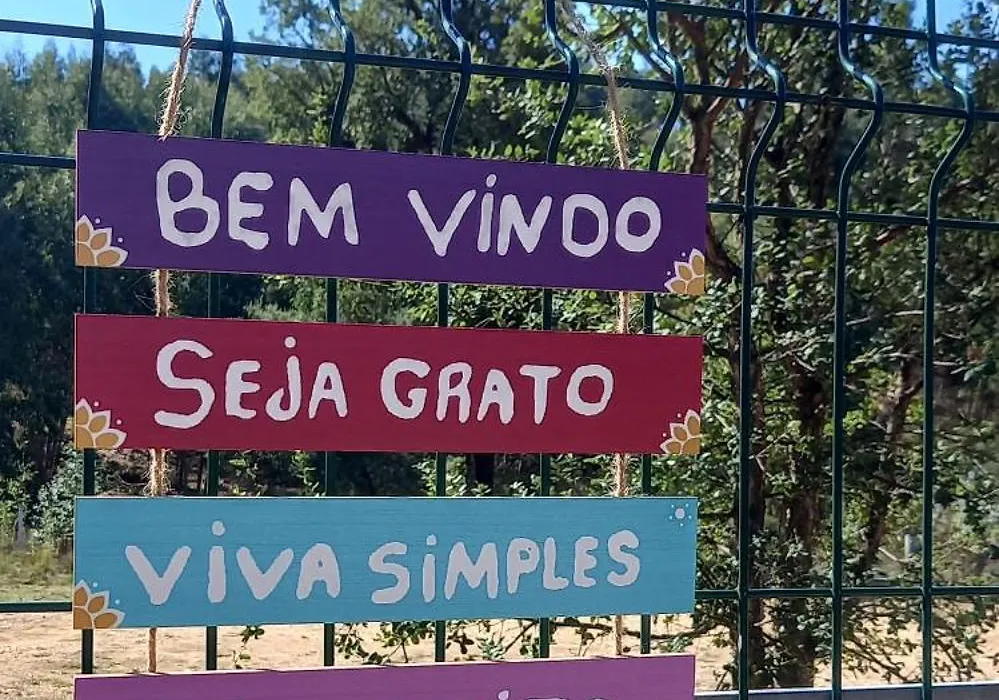 BEM VINDO
SEJA GRATO
VIVA SIMPLES